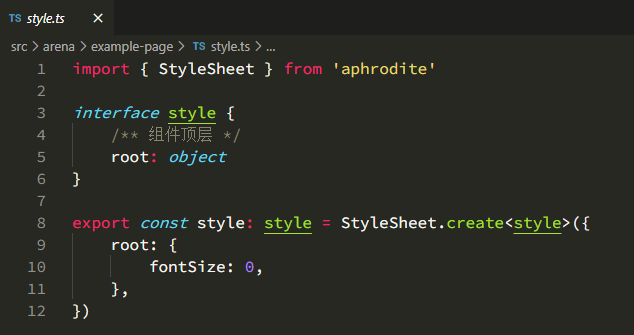 TS style.ts ×
src > arena > example-page > TS style.ts > ...
1 import { StyleSheet } from 'aphrodite'
2
3 interface style {
4     /** 组件顶层 */
5     root: object
6 }
7
8 export const style: style = StyleSheet.create<style>({
9     root: {
10         fontSize: 0,
11     },
12 })